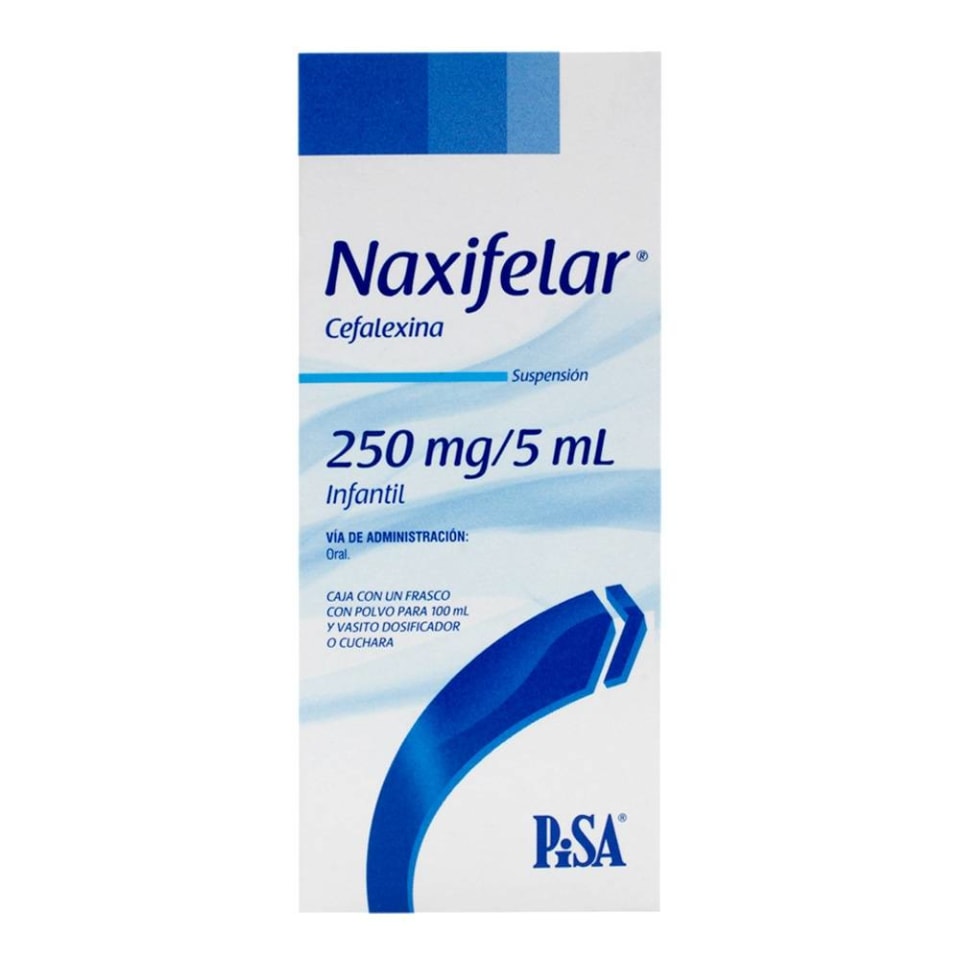 Naxifelar®
Cefalexina
Suspensión
250 mg/5 mL
Infantil
VÍA DE ADMINISTRACIÓN:
Oral.
CAJA CON UN FRASCO
CON POLVO PARA 100 mL
Y VASITO DOSIFICADOR
O CUCHARA
PiSA®